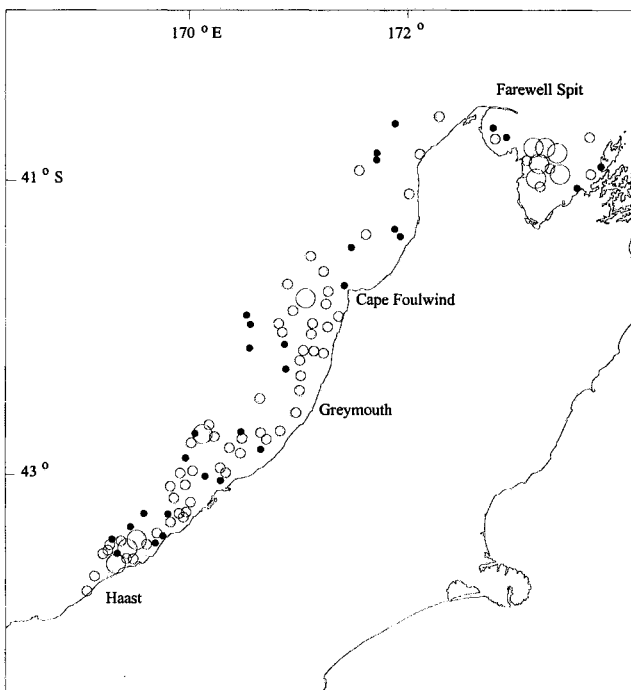 170 ° E
172 °
Farewell Spit
41 ° S
Cape Foulwind
Greymouth
43 °
Haast